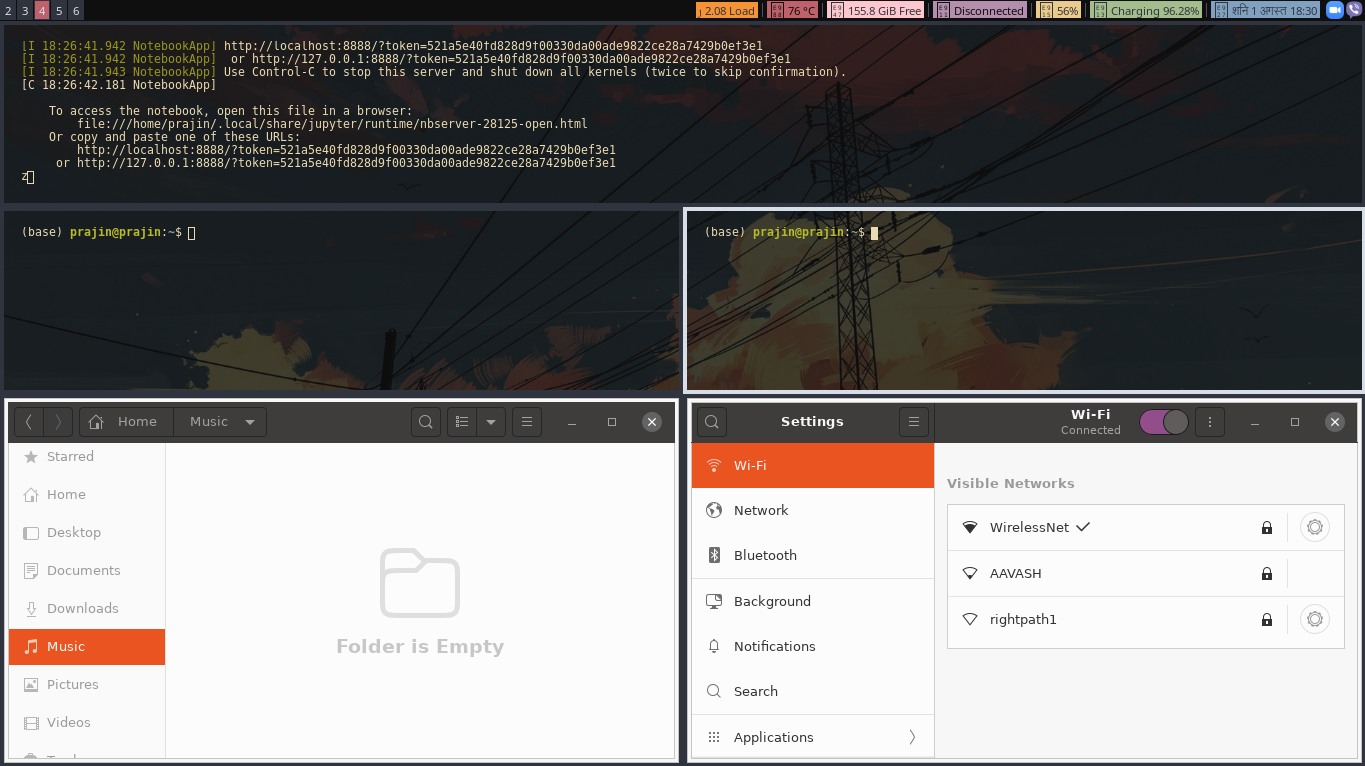 2 3 4 5 6
2.08 Load
76 °C
155.8 GiB Free
Disconnected
56%
Charging 96.28%
शनि 1 अगस्त 18:30
[I 18:26:41.942 NotebookApp] http://localhost:8888/?token=521a5e40fd828d9f00330da00ade9822ce28a7429b0ef3e1
[I 18:26:41.942 NotebookApp]  or http://127.0.0.1:8888/?token=521a5e40fd828d9f00330da00ade9822ce28a7429b0ef3e1
[I 18:26:41.943 NotebookApp] Use Control-C to stop this server and shut down all kernels (twice to skip confirmation).
[C 18:26:42.181 NotebookApp]
To access the notebook, open this file in a browser:
file:///home/prajin/.local/share/jupyter/runtime/nbserver-28125-open.html
Or copy and paste one of these URLs:
http://localhost:8888/?token=521a5e40fd828d9f00330da00ade9822ce28a7429b0ef3e1
or http://127.0.0.1:8888/?token=521a5e40fd828d9f00330da00ade9822ce28a7429b0ef3e1
z
(base) prajin@prajin:~$
(base) prajin@prajin:~$
Home
Music
Starred
Home
Desktop
Documents
Downloads
Music
Pictures
Videos
Folder is Empty
Settings
Wi-Fi
Connected
Wi-Fi
Network
Bluetooth
Background
Notifications
Search
Applications
Visible Networks
WirelessNet
AAVASH
rightpath1